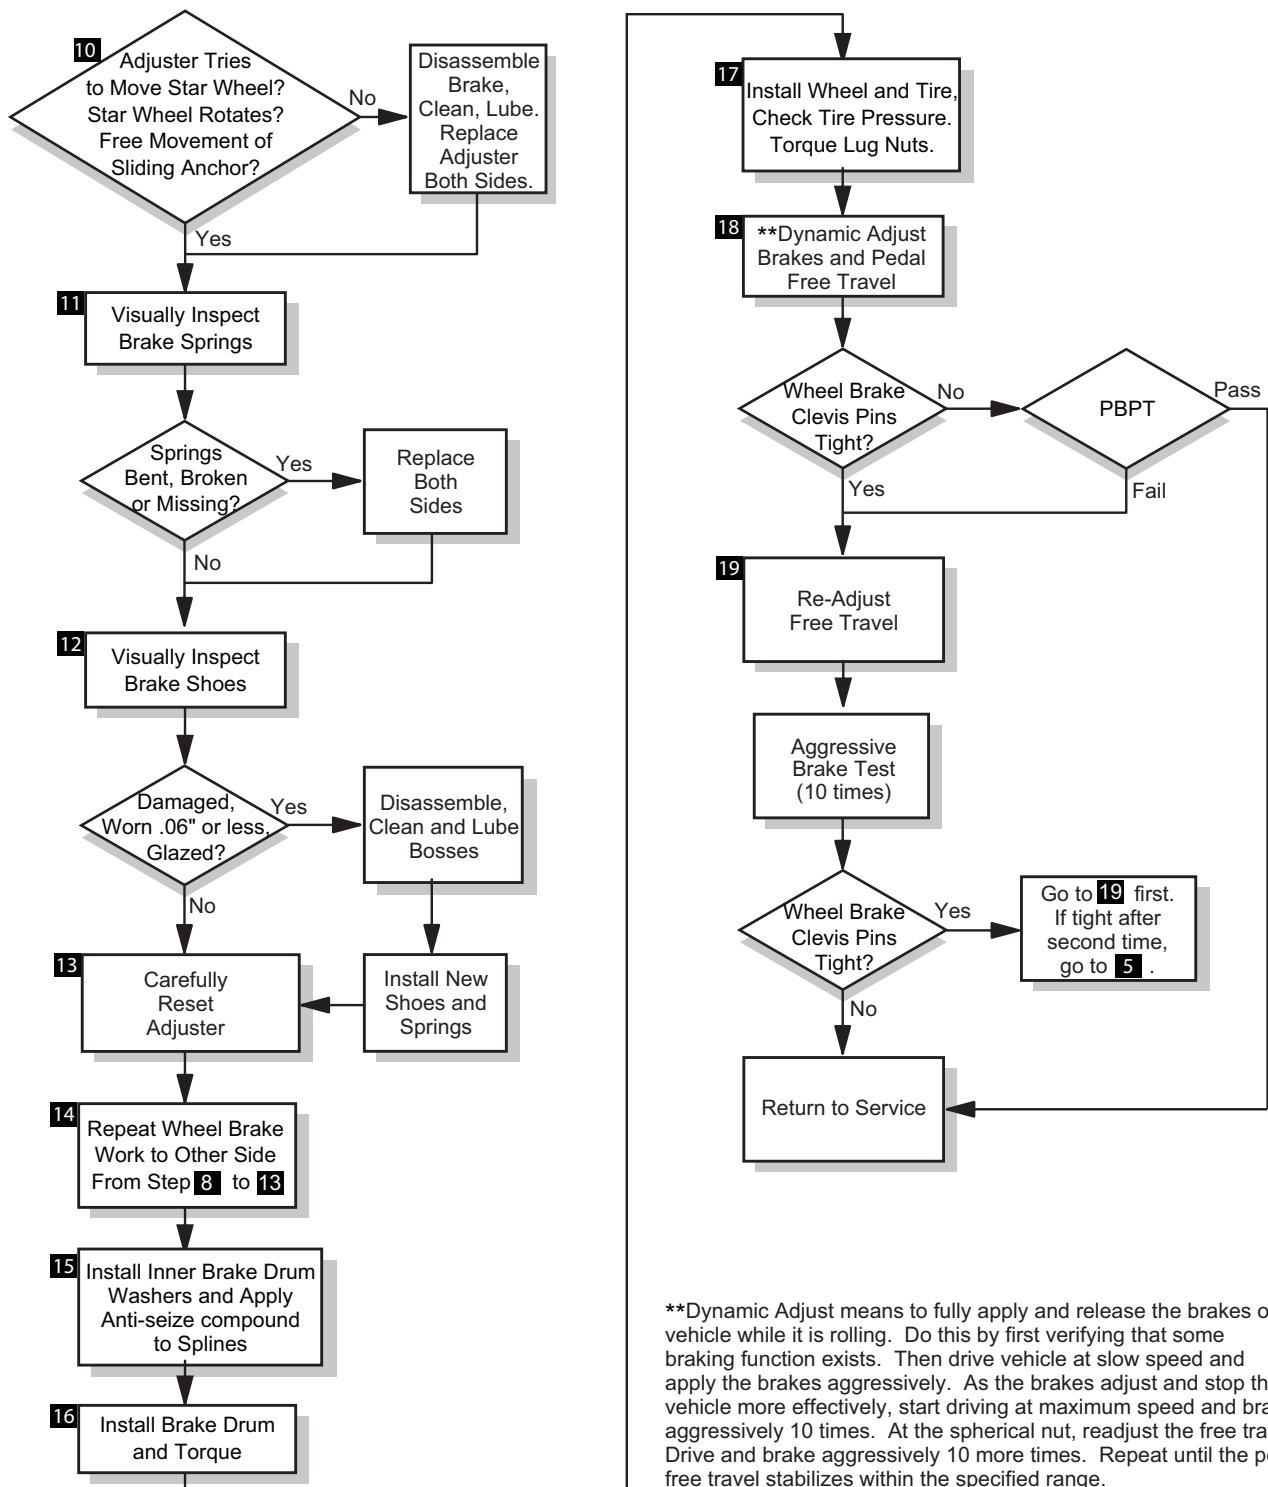 10
Adjuster Tries
to Move Star Wheel?
Star Wheel Rotates?
Free Movement of
Sliding Anchor?
No
Disassemble
Brake,
Clean, Lube.
Replace
Adjuster
Both Sides.
Yes
11
Visually Inspect
Brake Springs
Springs
Bent, Broken
or Missing?
Yes
Replace
Both
Sides
No
12
Visually Inspect
Brake Shoes
Damaged,
Worn .06" or less,
Glazed?
Yes
Disassemble,
Clean and Lube
Bosses
No
13
Carefully
Reset
Adjuster
Install New
Shoes and
Springs
14
Repeat Wheel Brake
Work to Other Side
From Step 8 to 13
15
Install Inner Brake Drum
Washers and Apply
Anti-seize compound
to Splines
16
Install Brake Drum
and Torque
17
Install Wheel and Tire,
Check Tire Pressure.
Torque Lug Nuts.
18
**Dynamic Adjust
Brakes and Pedal
Free Travel
Wheel Brake
Clevis Pins
Tight?
No
PBPT
Pass
Yes
Fail
19
Re-Adjust
Free Travel
Aggressive
Brake Test
(10 times)
Wheel Brake
Clevis Pins
Tight?
Yes
Go to 19 first.
If tight after
second time,
go to 5 .
No
Return to Service
**Dynamic Adjust means to fully apply and release the brakes
vehicle while it is rolling. Do this by first verifying that some
braking function exists. Then drive vehicle at slow speed and
apply the brakes aggressively. As the brakes adjust and stop
vehicle more effectively, start driving at maximum speed and
aggressively 10 times. At the spherical nut, readjust the free
Drive and brake aggressively 10 more times. Repeat until the
free travel stabilizes within the specified range.